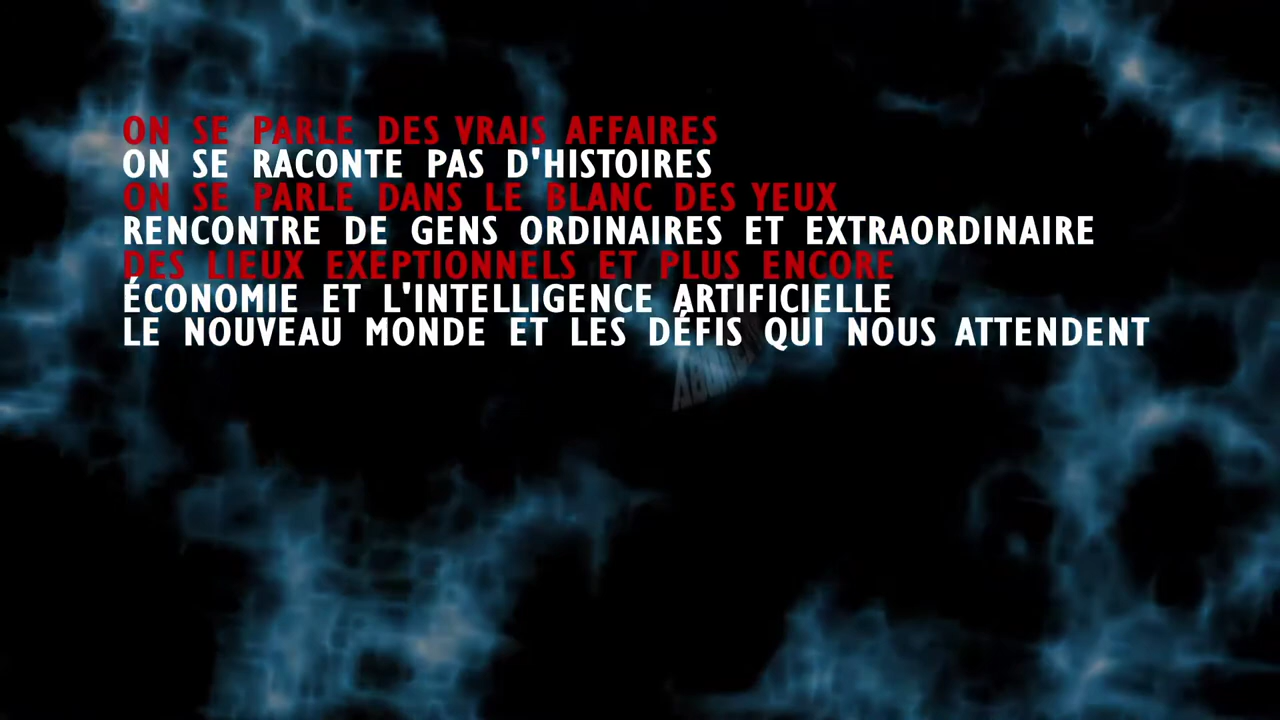 ON SE PARLE DES VRAIS AFFAIRES
ON SE RACONTE PAS D'HISTOIRES
ON SE PARLE DANS LE BLANC DES YEUX
RENCONTRE DE GENS ORDINAIRES ET EXTRAORDINAIRE
DES LIEUX EXEPTIONNELS ET PLUS ENCORE
ÉCONOMIE ET L'INTELLIGENCE ARTIFICIELLE
LE NOUVEAU MONDE ET LES DÉFIS QUI NOUS ATTENDENT